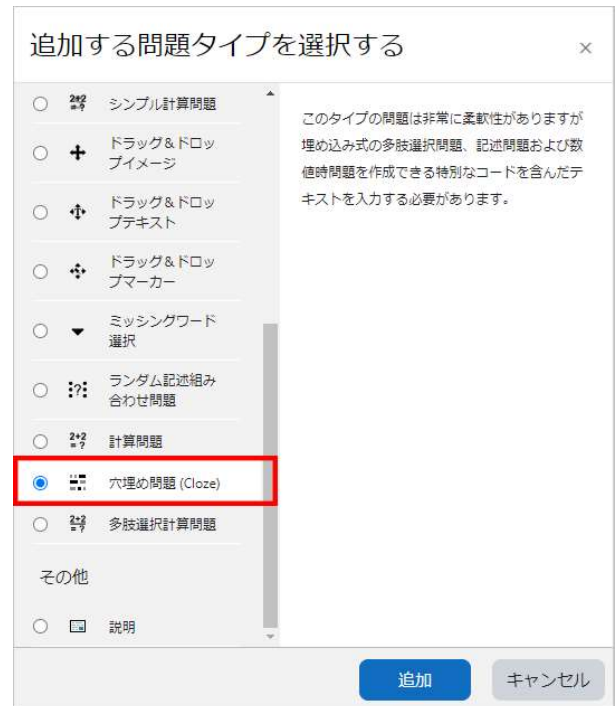 追加する問題タイプを選択する
×
シンプル計算問題
ドラッグ&ドロッ
プイメージ
ドラッグ&ドロッ
プテキスト
ドラッグ&ドロッ
プマーカー
ミッシングワード
選択
ランダム記述組み
合わせ問題
2+2
=?
計算問題
穴埋め問題 (Cloze)
多肢選択計算問題
その他
説明
このタイプの問題は非常に柔軟性がありますが
埋め込み式の多肢選択問題、記述問題および数
値時問題を作成できる特別なコードを含んだテ
キストを入力する必要があります。
追加
キャンセル